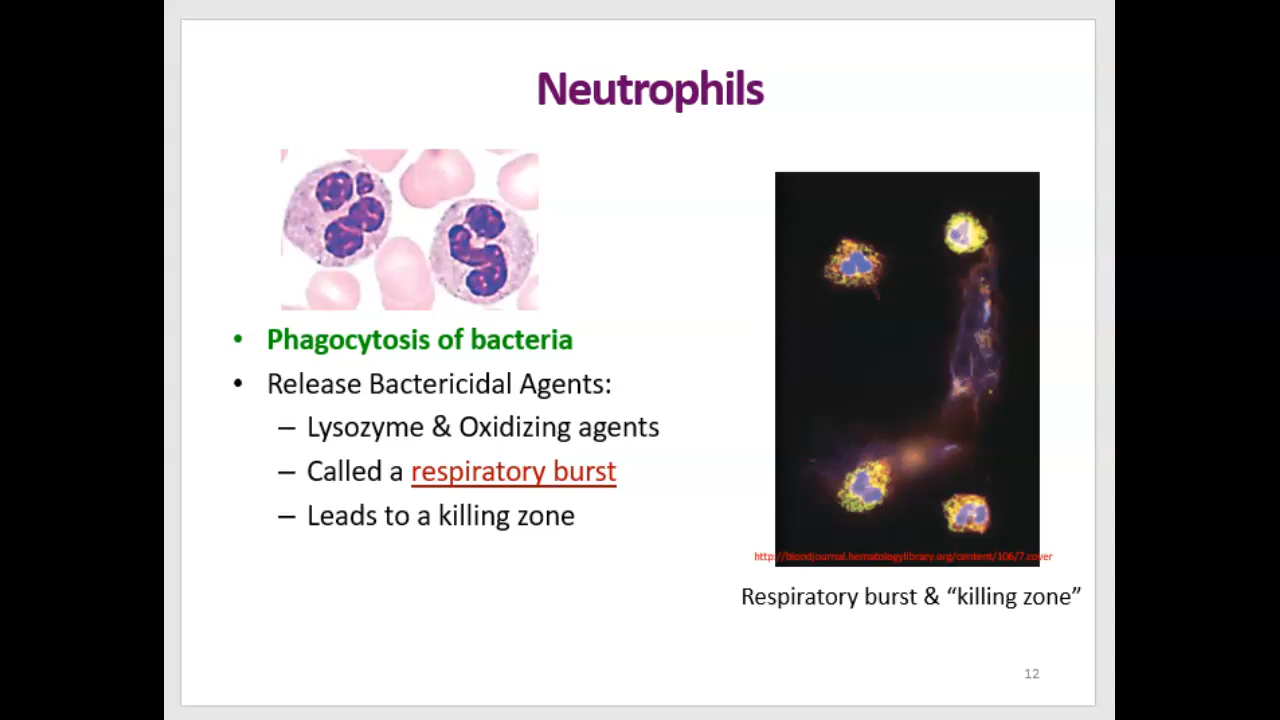 Neutrophils
• Phagocytosis of bacteria
• Release Bactericidal Agents:
– Lysozyme & Oxidizing agents
– Called a respiratory burst
– Leads to a killing zone
http://bloodjournal.hematologylibrary.org/content/106/7.cover
Respiratory burst & “killing zone”
12